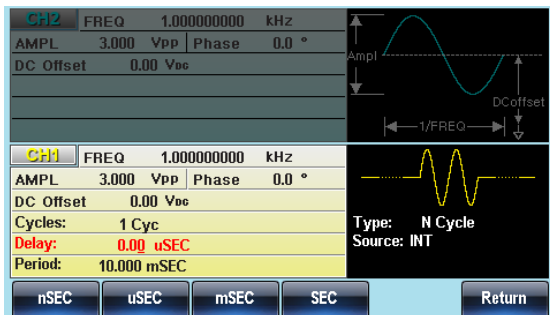 CH2 FREQ 1.000000000 kHz
AMPL 3.000 Vpp Phase 0.0 °
DC Offset 0.00 VDC
Ampl
DCoffset
1/FREQ
CH1 FREQ 1.000000000 kHz
AMPL 3.000 Vpp Phase 0.0 °
DC Offset 0.00 VDC
Cycles: 1 Cyc
Delay: 0.00 uSEC
Period: 10.000 mSEC
Type: N Cycle
Source: INT
nSEC uSEC mSEC SEC Return